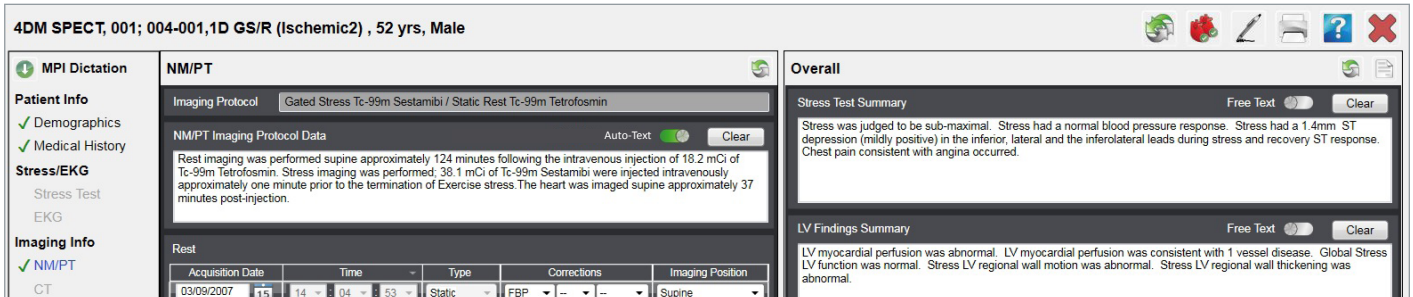 4DM SPECT, 001; 004-001,1D GS/R (Ischemic2) , 52 yrs, Male
MPI Dictation
Patient Info
Demographics
Medical History
Stress/EKG
Stress Test
EKG
Imaging Info
NM/PT
CT
NM/PT
Imaging Protocol Gated Stress Tc-99m Sestamibi / Static Rest Tc-99m Tetrofosmin
NM/PT Imaging Protocol Data Auto-Text Clear
Rest imaging was performed supine approximately 124 minutes following the intravenous injection of 18.2 mCi of
Tc-99m Tetrofosmin. Stress imaging was performed; 38.1 mCi of Tc-99m Sestamibi were injected intravenously
approximately one minute prior to the termination of Exercise stress.The heart was imaged supine approximately 37
minutes post-injection.
Rest
Acquisition Date Time Type Corrections Imaging Position
03/09/2007 15 14 : 04 : 53 Static FBP -- -- Supine
Overall
Stress Test Summary Free Text Clear
Stress was judged to be sub-maximal. Stress had a normal blood pressure response. Stress had a 1.4mm ST
depression (mildly positive) in the inferior, lateral and the inferolateral leads during stress and recovery ST response.
Chest pain consistent with angina occurred.
LV Findings Summary Free Text Clear
LV myocardial perfusion was abnormal. LV myocardial perfusion was consistent with 1 vessel disease. Global Stress
LV function was normal. Stress LV regional wall motion was abnormal. Stress LV regional wall thickening was
abnormal.